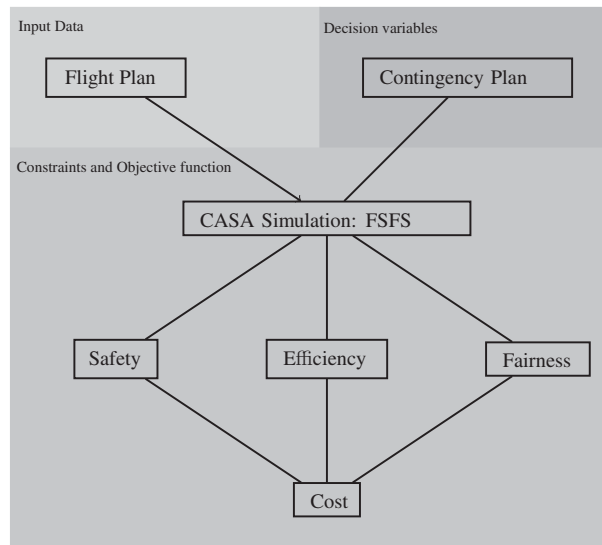 Input Data
Decision variables
Flight Plan
Contingency Plan
Constraints and Objective function
CASA Simulation: FSFS
Safety
Efficiency
Fairness
Cost